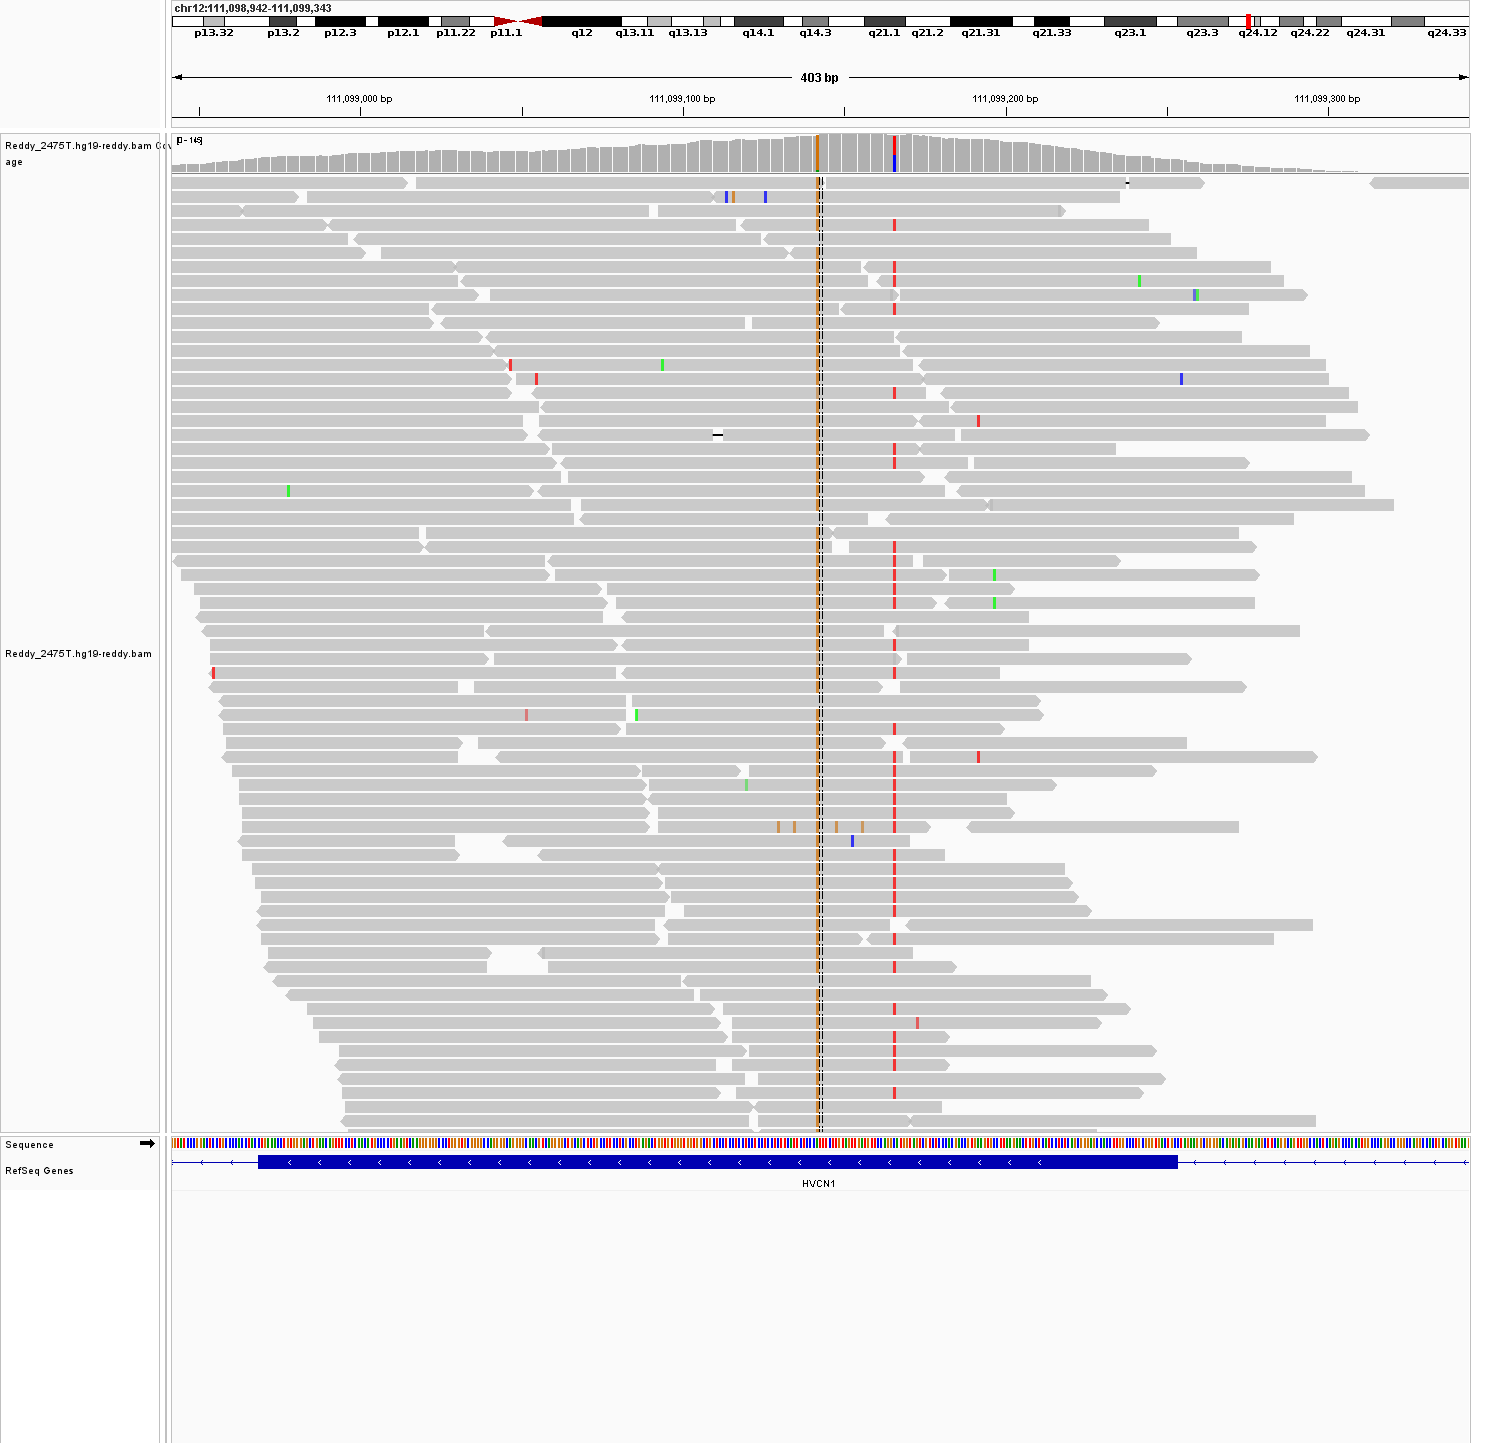 chr12:111,098,942-111,099,343
p13.32 p13.2 p12.3 p12.1 p11.22 p11.1 q12 q13.11 q13.13 q14.1 q14.3 q21.1 q21.2 q21.31 q21.33 q23.1 q23.3 q24.12 q24.22 q24.31 q24.33
403 bp
111,099,000 bp 111,099,100 bp 111,099,200 bp 111,099,300 bp
Reddy_2475T.hg19-reddy.bam Cov
age
Reddy_2475T.hg19-reddy.bam
Sequence
RefSeq Genes
HVCN1